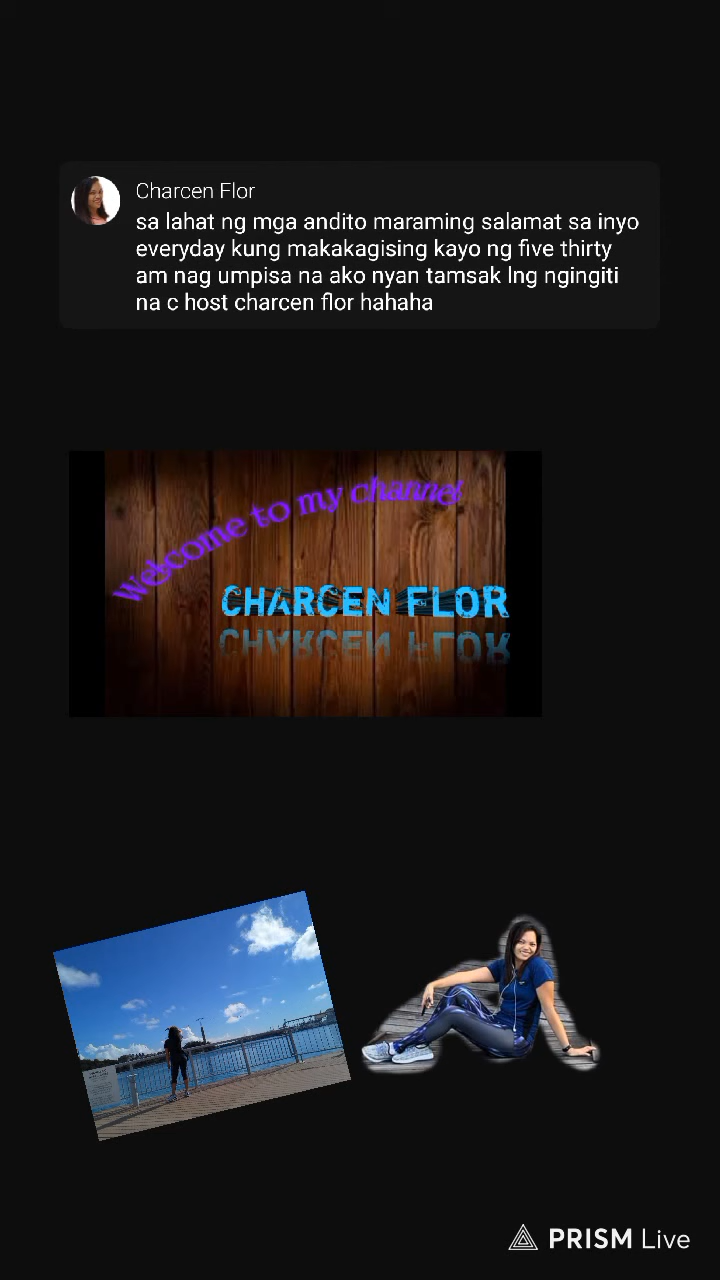 Charcen Flor
sa lahat ng mga andito maraming salamat sa inyo
everyday kung makakagising kayo ng five thirty
am nag umpisa na ako nyan tamsak lng ngingiti
na c host charcen flor hahaha
Welcome to my channel
CHARCEN FLOR
PRISM Live